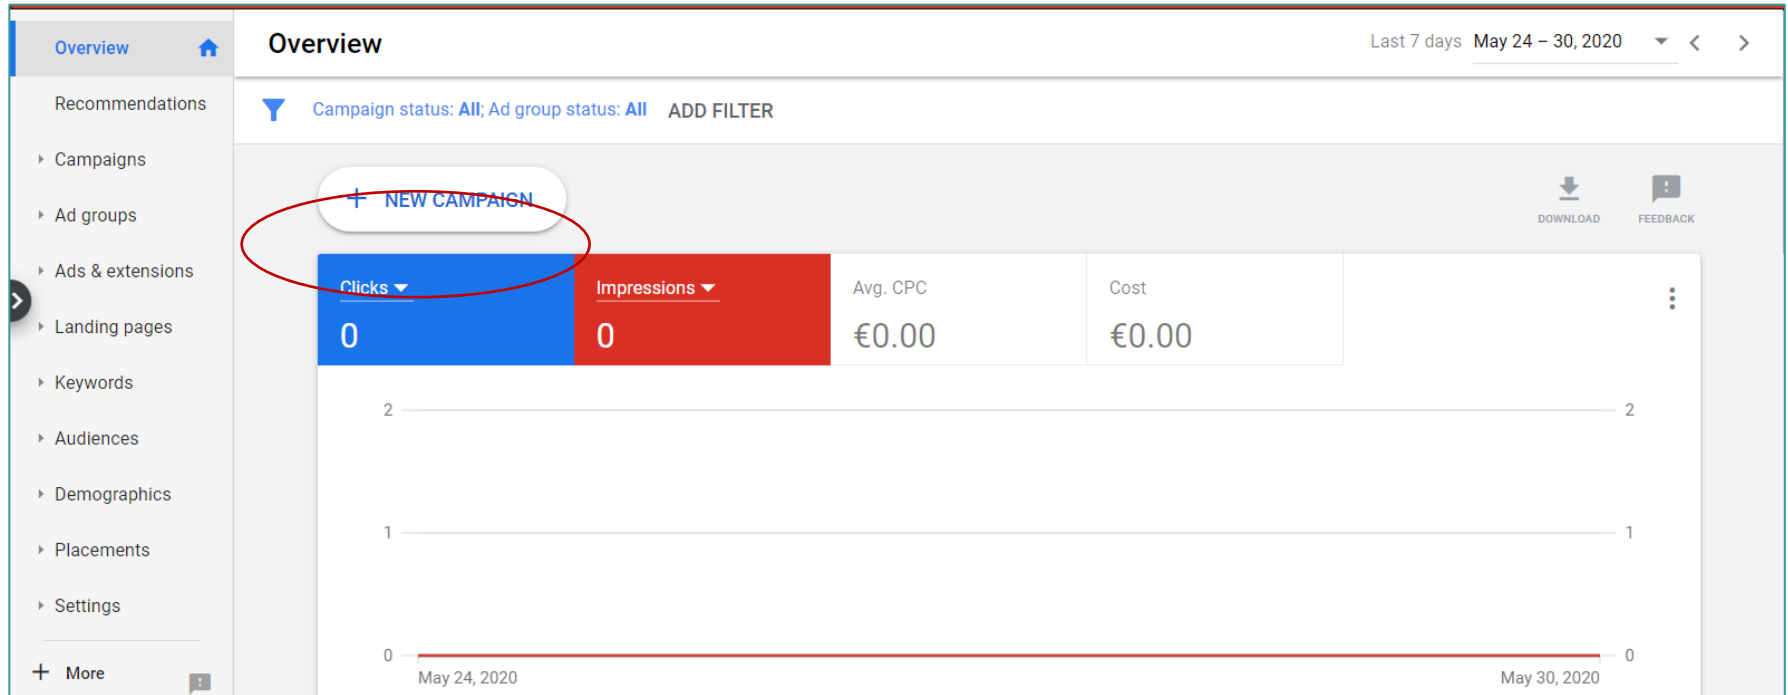 Overview
Recommendations
Campaigns
Ad groups
Ads & extensions
Landing pages
Keywords
Audiences
Demographics
Placements
Settings
+ More
Overview
Last 7 days May 24 – 30, 2020
Campaign status: All; Ad group status: All ADD FILTER
+ NEW CAMPAIGN
DOWNLOAD FEEDBACK
Clicks Impressions Avg. CPC Cost
0 0 €0.00 €0.00
2 2
1 1
0 0
May 24, 2020 May 30, 2020